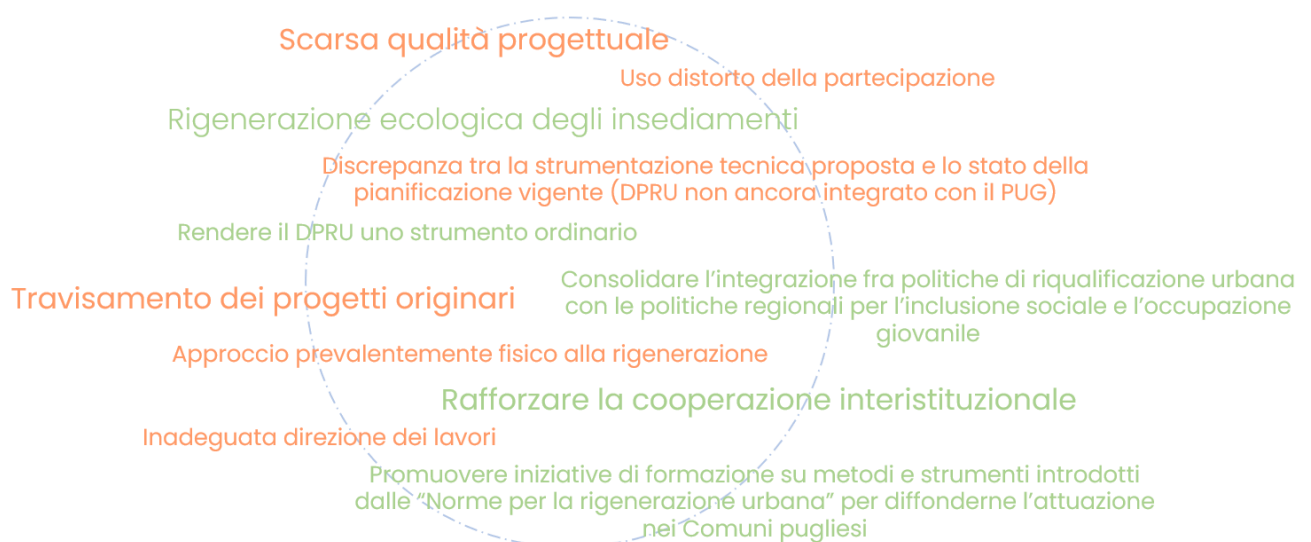 Scarsa qualità progettuale
Uso distorto della partecipazione
Rigenerazione ecologica degli insediamenti
Discrepanza tra la strumentazione tecnica proposta e lo stato della
pianificazione vigente (DPRU non ancora integrato con il PUG)
Rendere il DPRU uno strumento ordinario
Consolidare l’integrazione fra politiche di riqualificazione urbana
con le politiche regionali per l’inclusione sociale e l’occupazione
giovanile
Travisamento dei progetti originari
Approccio prevalentemente fisico alla rigenerazione
Rafforzare la cooperazione interistituzionale
Inadeguata direzione dei lavori
Promuovere iniziative di formazione su metodi e strumenti introdotti
dalle “Norme per la rigenerazione urbana” per diffonderne l’attuazione
nei Comuni pugliesi